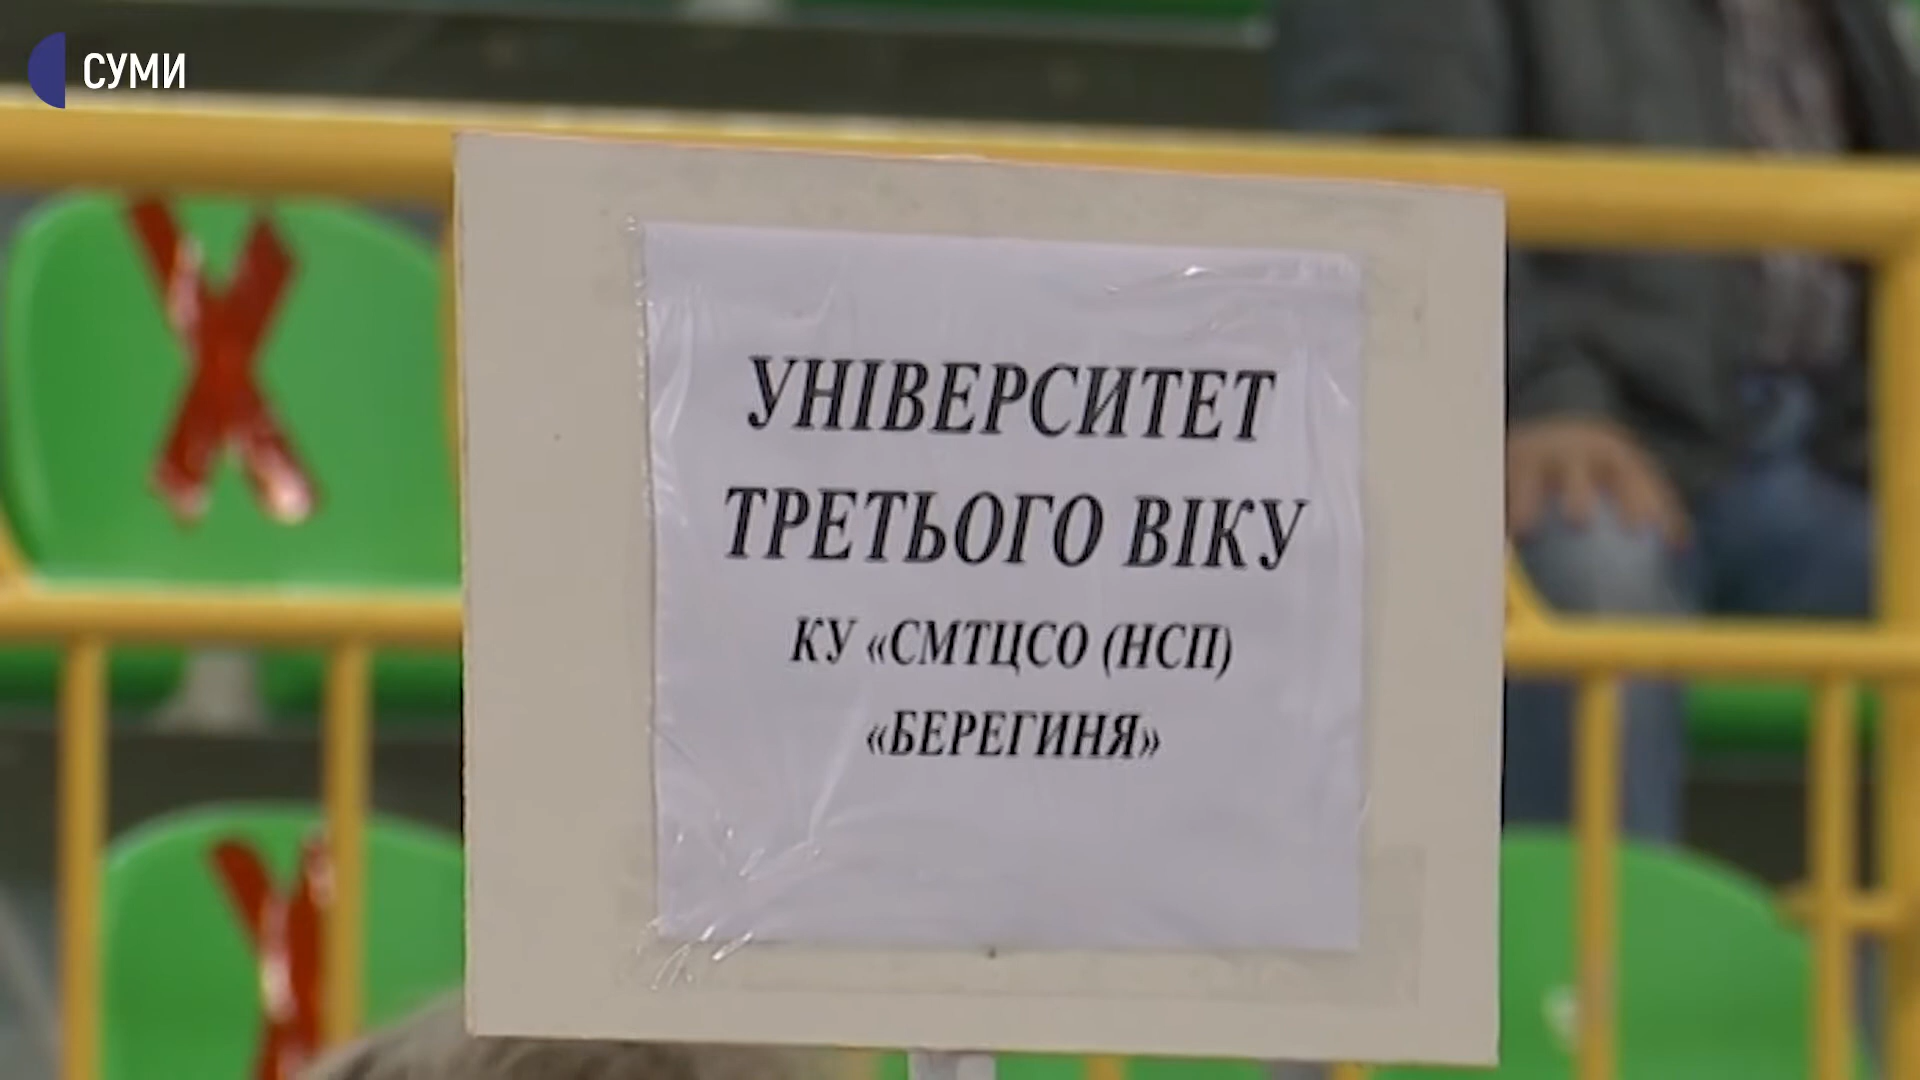 СУМИ
УНІВЕРСИТЕТ
ТРЕТЬОГО ВІКУ
КУ «СМТЦСО (НСП)
«БЕРЕГИНЯ»